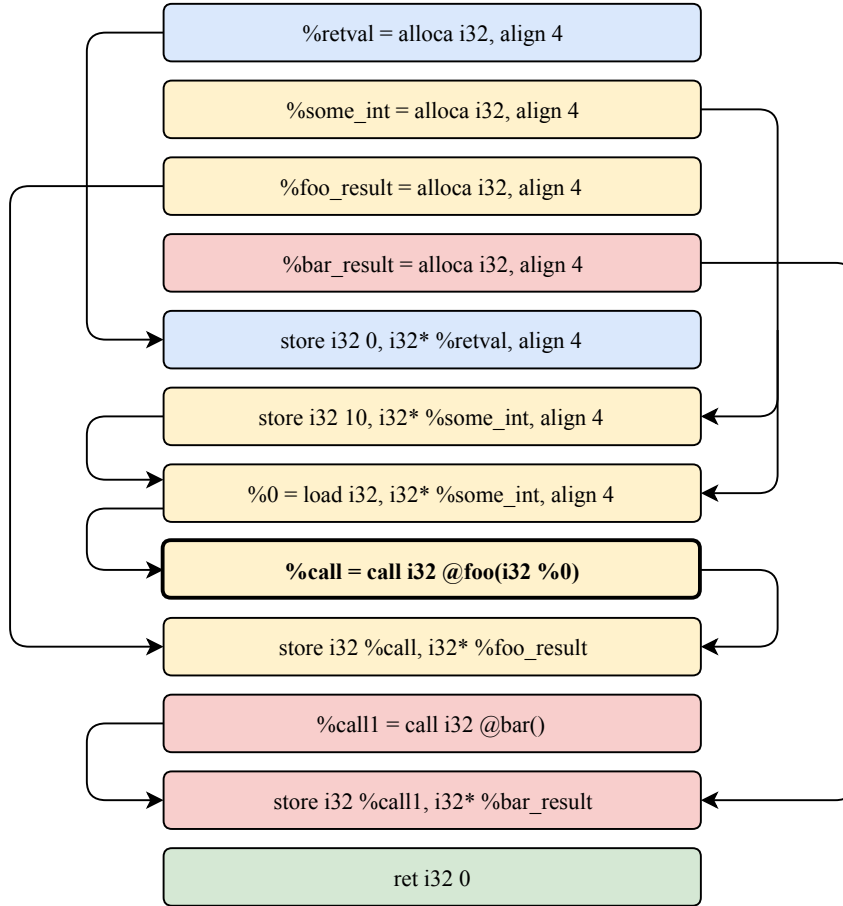 %retval = alloca i32, align 4
%some_int = alloca i32, align 4
%foo_result = alloca i32, align 4
%bar_result = alloca i32, align 4
store i32 0, i32* %retval, align 4
store i32 10, i32* %some_int, align 4
%0 = load i32, i32* %some_int, align 4
%call = call i32 @foo(i32 %0)
store i32 %call, i32* %foo_result
%call1 = call i32 @bar()
store i32 %call1, i32* %bar_result
ret i32 0